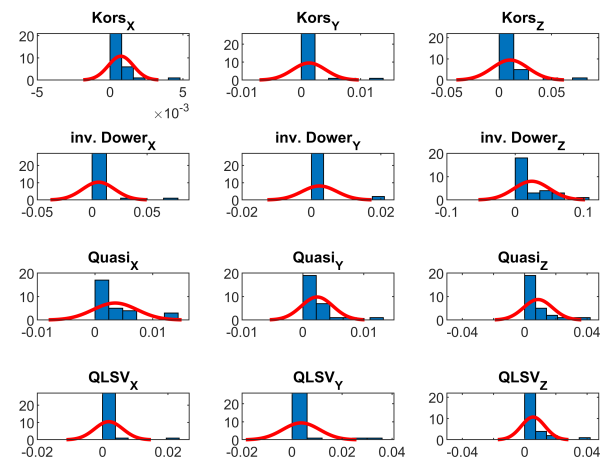 Kors_X Kors_Y Kors_Z
20
10
0
-5 0 5
×10^-3
20
10
0
-0.01 0 0.01
20
10
0
-0.05 0 0.05
inv. Dower_X inv. Dower_Y inv. Dower_Z
20
10
0
-0.05 0 0.05
20
10
0
-0.02 0 0.02
20
10
0
-0.1 0 0.1
Quasi_X Quasi_Y Quasi_Z
20
10
0
-0.01 0 0.01
20
10
0
-0.01 0 0.01
20
10
0
-0.04 0 0.04
QLSV_X QLSV_Y QLSV_Z
20
10
0
-0.02 0 0.02
20
10
0
-0.02 0 0.02 0.04
20
10
0
-0.04 0 0.04